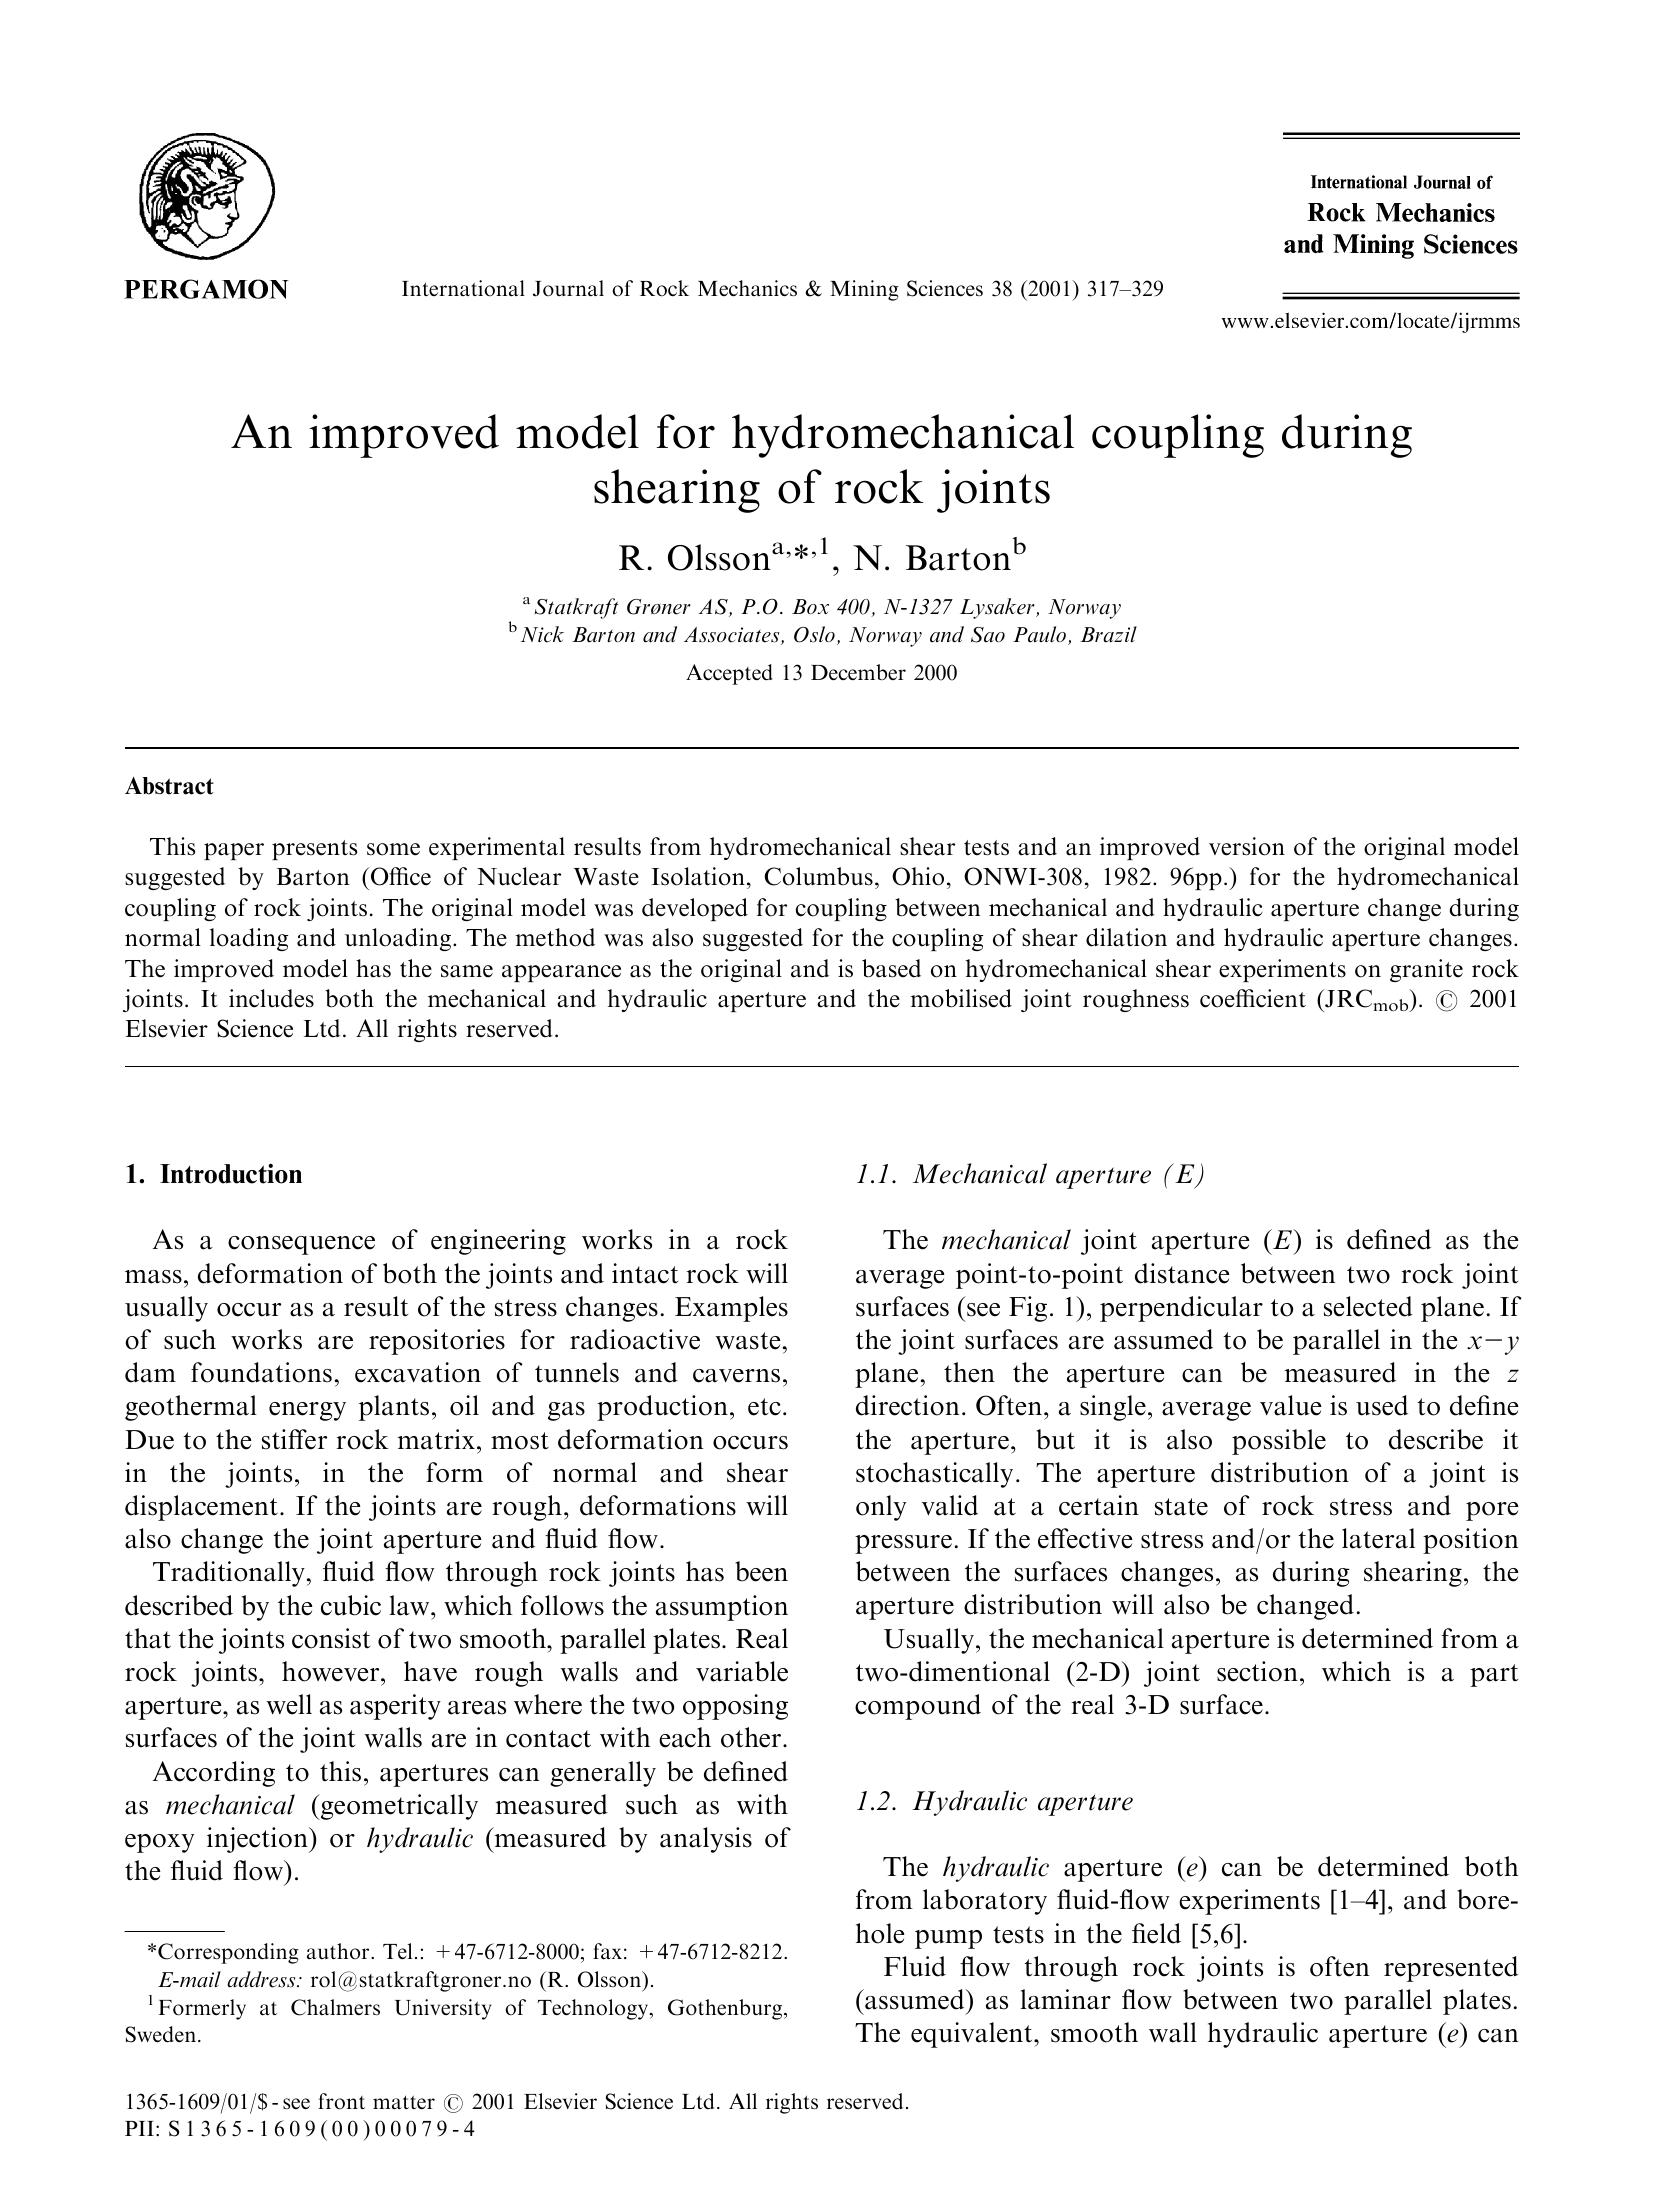 International Journal of
Rock Mechanics
and Mining Sciences
PERGAMON
International Journal of Rock Mechanics & Mining Sciences 38 (2001) 317–329
www.elsevier.com/locate/ijrmms
An improved model for hydromechanical coupling during
shearing of rock joints
R. Olsson^a,*,1, N. Barton^b
^a Statkraft Grøner AS, P.O. Box 400, N-1327 Lysaker, Norway
^b Nick Barton and Associates, Oslo, Norway and Sao Paulo, Brazil
Accepted 13 December 2000
Abstract
This paper presents some experimental results from hydromechanical shear tests and an improved version of the original model
suggested by Barton (Office of Nuclear Waste Isolation, Columbus, Ohio, ONWI-308, 1982. 96pp.) for the hydromechanical
coupling of rock joints. The original model was developed for coupling between mechanical and hydraulic aperture change during
normal loading and unloading. The method was also suggested for the coupling of shear dilation and hydraulic aperture changes.
The improved model has the same appearance as the original and is based on hydromechanical shear experiments on granite rock
joints. It includes both the mechanical and hydraulic aperture and the mobilised joint roughness coefficient (JRC_mob). © 2001
Elsevier Science Ltd. All rights reserved.
1. Introduction
As a consequence of engineering works in a rock
mass, deformation of both the joints and intact rock will
usually occur as a result of the stress changes. Examples
of such works are repositories for radioactive waste,
dam foundations, excavation of tunnels and caverns,
geothermal energy plants, oil and gas production, etc.
Due to the stiffer rock matrix, most deformation occurs
in the joints, in the form of normal and shear
displacement. If the joints are rough, deformations will
also change the joint aperture and fluid flow.
Traditionally, fluid flow through rock joints has been
described by the cubic law, which follows the assumption
that the joints consist of two smooth, parallel plates. Real
rock joints, however, have rough walls and variable
aperture, as well as asperity areas where the two opposing
surfaces of the joint walls are in contact with each other.
According to this, apertures can generally be defined
as mechanical (geometrically measured such as with
epoxy injection) or hydraulic (measured by analysis of
the fluid flow).
*Corresponding author. Tel.: +47-6712-8000; fax: +47-6712-8212.
E-mail address: rol@statkraftgroner.no (R. Olsson).
^1 Formerly at Chalmers University of Technology, Gothenburg,
Sweden.
1.1. Mechanical aperture (E)
The mechanical joint aperture (E) is defined as the
average point-to-point distance between two rock joint
surfaces (see Fig. 1), perpendicular to a selected plane. If
the joint surfaces are assumed to be parallel in the x−y
plane, then the aperture can be measured in the z
direction. Often, a single, average value is used to define
the aperture, but it is also possible to describe it
stochastically. The aperture distribution of a joint is
only valid at a certain state of rock stress and pore
pressure. If the effective stress and/or the lateral position
between the surfaces changes, as during shearing, the
aperture distribution will also be changed.
Usually, the mechanical aperture is determined from a
two-dimentional (2-D) joint section, which is a part
compound of the real 3-D surface.
1.2. Hydraulic aperture
The hydraulic aperture (e) can be determined both
from laboratory fluid-flow experiments [1–4], and bore-
hole pump tests in the field [5,6].
Fluid flow through rock joints is often represented
(assumed) as laminar flow between two parallel plates.
The equivalent, smooth wall hydraulic aperture (e) can
1365-1609/01/$ - see front matter © 2001 Elsevier Science Ltd. All rights reserved.
PII: S1365-1609(00)00079-4